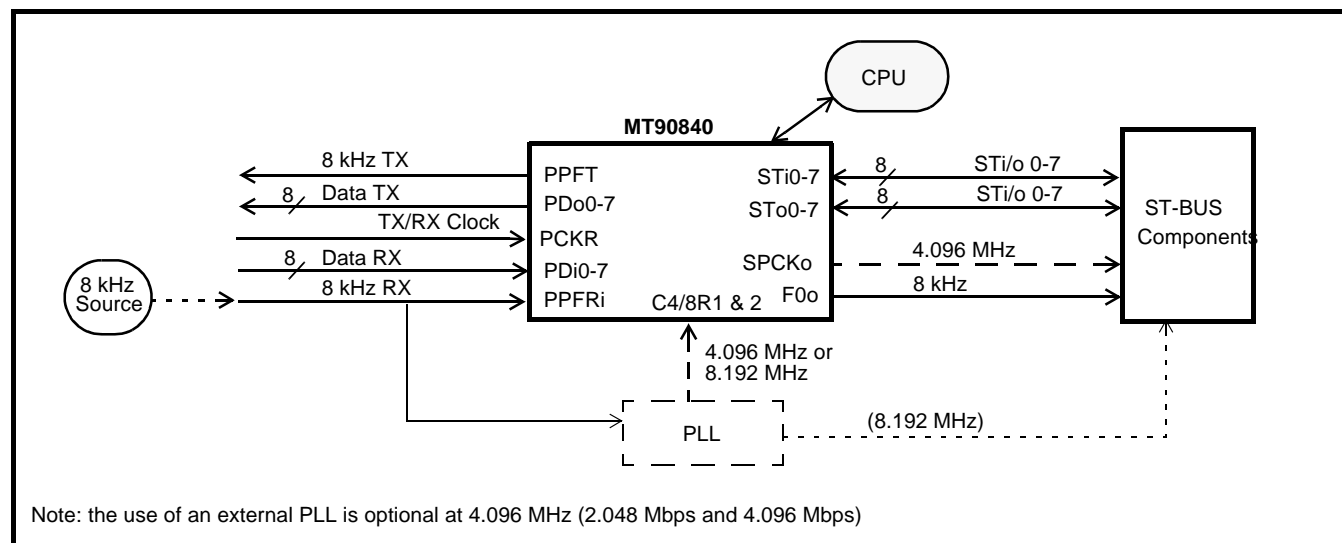 CPU
MT90840
8 kHz TX
PPFT
STi0-7
8
STi/o 0-7
8
Data TX
PDo0-7
STo0-7
8
STi/o 0-7
ST-BUS
Components
TX/RX Clock
PCKR
8
Data RX
PDi0-7
SPCKo
4.096 MHz
8 kHz
Source
8 kHz RX
PPFRi
F0o
8 kHz
C4/8R1 & 2
4.096 MHz or
8.192 MHz
PLL
(8.192 MHz)
Note: the use of an external PLL is optional at 4.096 MHz (2.048 Mbps and 4.096 Mbps)